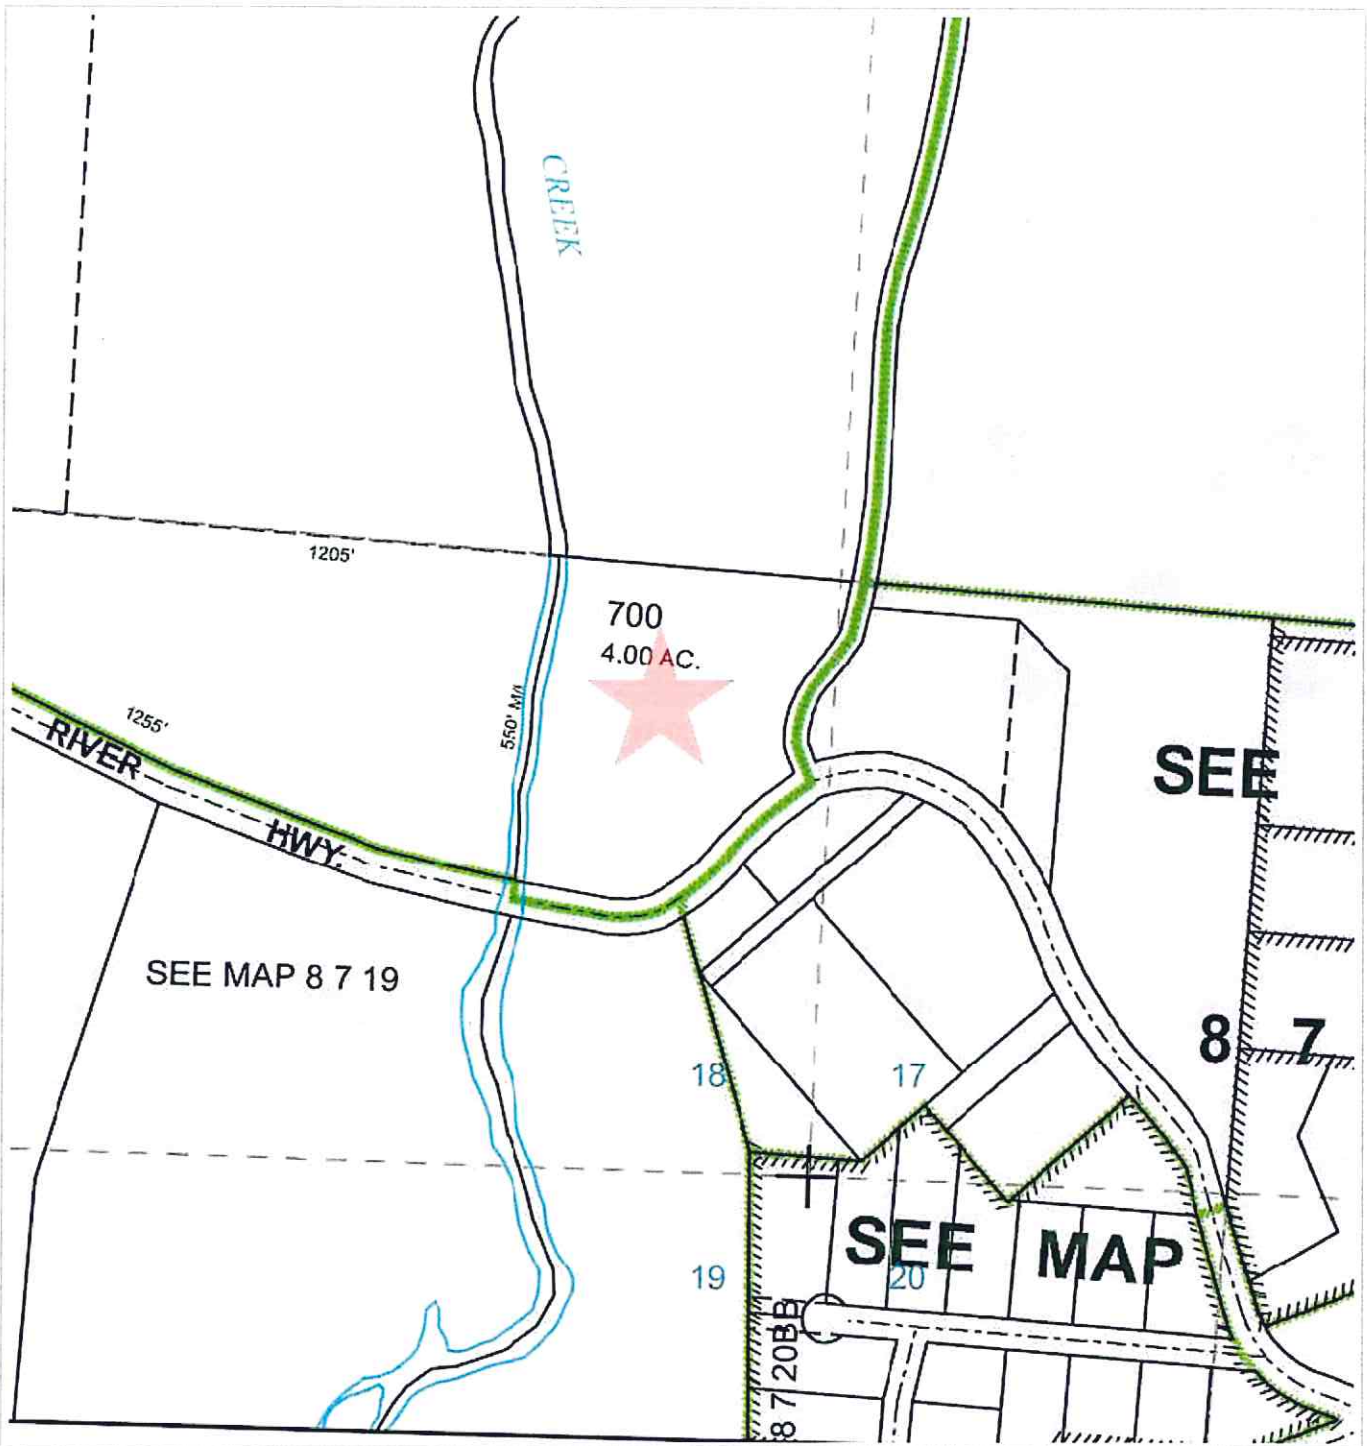 CREEK
1205'
700
4.00 AC.
550' M/L
1255'
RIVER
HWY.
SEE
SEE MAP 8 7 19
8 7
18
17
SEE MAP
19
20
8 7 20BB